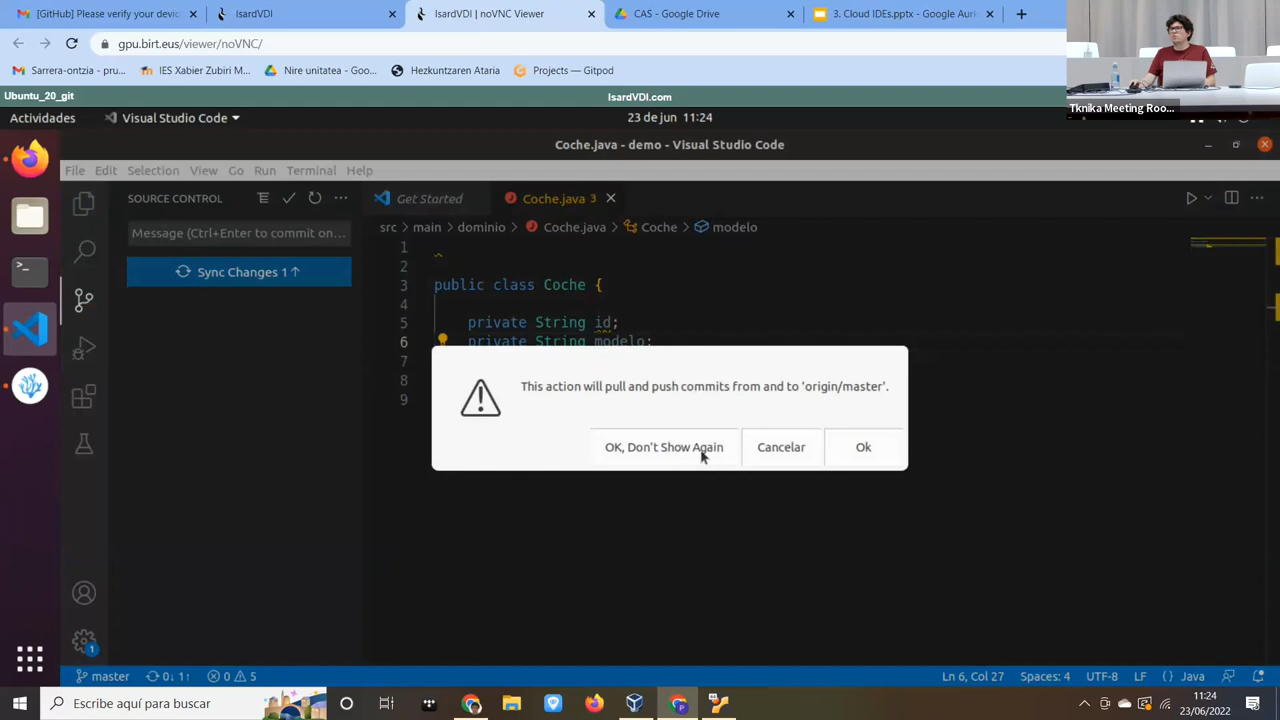 [GitHub] Please verify your devic
IsardVDI
IsardVDI | noVNC Viewer
CAS - Google Drive
3. Cloud IDEs.pptx - Google Aurk
gpu.birt.eus/viewer/noVNC/
Sarrera-ontzia - pru...
IES Xabier Zubiri M...
Nire unitatea - Goo...
Hezkuntzaren Ataria
Projects — Gitpod
Tknika Meeting Roo...
Ubuntu_20_git
IsardVDI.com
Actividades
Visual Studio Code
23 de jun 11:24
Coche.java - demo - Visual Studio Code
File Edit Selection View Go Run Terminal Help
SOURCE CONTROL
Get Started
Coche.java 3
Message (Ctrl+Enter to commit on...
src > main > dominio > Coche.java > Coche > modelo
Sync Changes 1↑
1
2
3 public class Coche {
4
5 private String id;
6 private String modelo;
7
8
9
This action will pull and push commits from and to 'origin/master'.
OK, Don't Show Again
Cancelar
Ok
1
master 0↓ 1↑ 0 5
Ln 6, Col 27 Spaces: 4 UTF-8 LF {} Java
Escribe aquí para buscar
11:24
23/06/2022